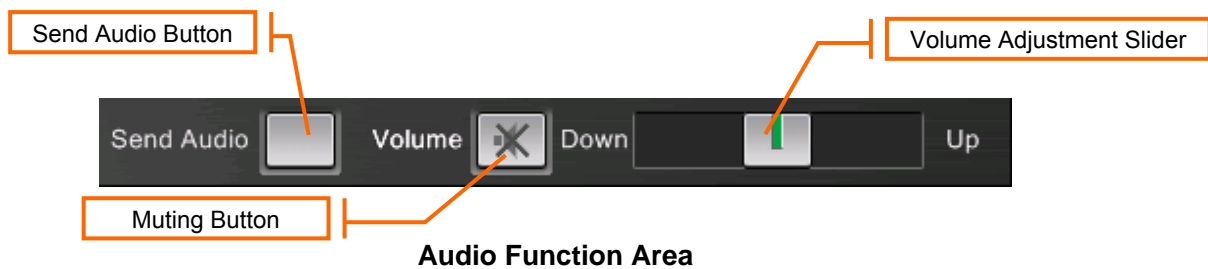 Send Audio Button
Volume Adjustment Slider
Send Audio
Volume
Down
Up
Muting Button
Audio Function Area